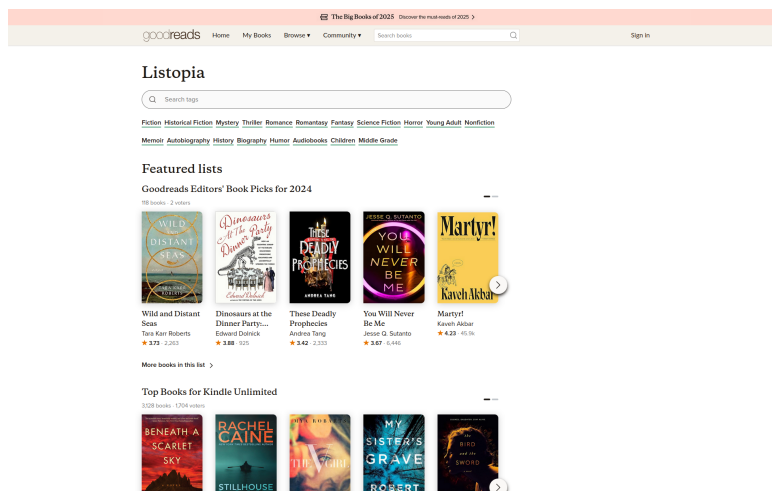 The Big Books of 2025 Discover the must-reads of 2025
goodreads Home My Books Browse ▾ Community ▾ Search books Sign in
Listopia
Search tags
Fiction Historical Fiction Mystery Thriller Romance Romantasy Fantasy Science Fiction Horror Young Adult Nonfiction
Memoir Autobiography History Biography Humor Audiobooks Children Middle Grade
Featured lists
Goodreads Editors' Book Picks for 2024
118 books · 2 voters
WILD
DISTANT
SEAS
TARA KARR
ROBERTS
Dinosaurs
At The
Dinner Party
Edward Dolnick
THESE
DEADLY
PROPHECIES
ANDREA TANG
JESSE Q. SUTANTO
YOU
WILL
NEVER
BE
ME
Martyr!
Kaveh Akbar
Wild and Distant
Seas
Tara Karr Roberts
★ 3.73 · 2,263
Dinosaurs at the
Dinner Party:...
Edward Dolnick
★ 3.88 · 925
These Deadly
Prophecies
Andrea Tang
★ 3.42 · 2,333
You Will Never
Be Me
Jesse Q. Sutanto
★ 3.67 · 6,446
Martyr!
Kaveh Akbar
★ 4.23 · 45.9k
More books in this list
Top Books for Kindle Unlimited
3,128 books · 1,704 voters
BENEATH A
SCARLET
SKY
RACHEL
CAINE
STILLHOUSE
MY
SISTER'S
GRAVE
ROBERT
the
BIRD
and the
SWORD